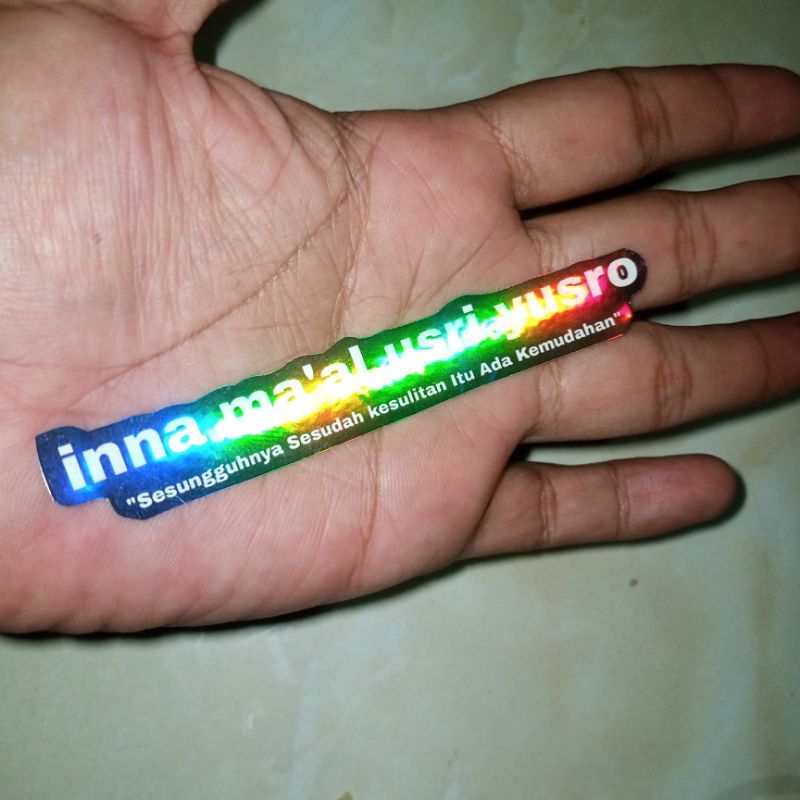 inna ma'al usri yusro
"Sesungguhnya Sesudah kesulitan Itu Ada Kemudahan"